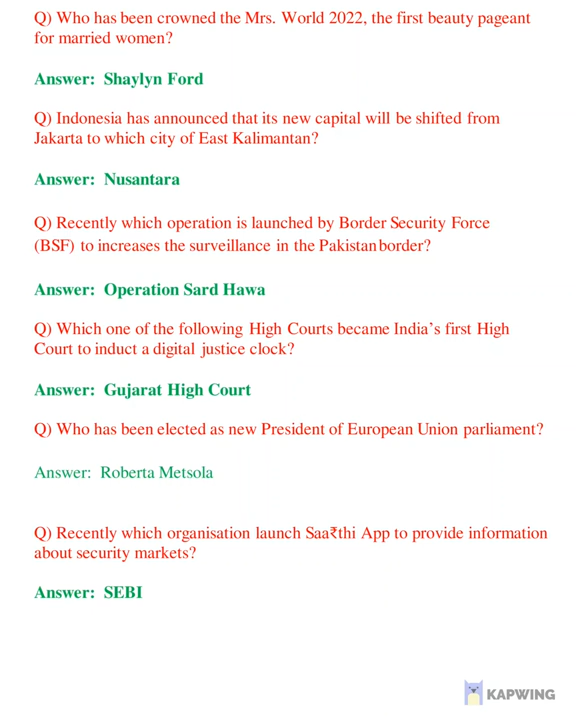 Q) Who has been crowned the Mrs. World 2022, the first beauty pageant
for married women?
Answer: Shaylyn Ford
Q) Indonesia has announced that its new capital will be shifted from
Jakarta to which city of East Kalimantan?
Answer: Nusantara
Q) Recently which operation is launched by Border Security Force
(BSF) to increases the surveillance in the Pakistan border?
Answer: Operation Sard Hawa
Q) Which one of the following High Courts became India’s first High
Court to induct a digital justice clock?
Answer: Gujarat High Court
Q) Who has been elected as new President of European Union parliament?
Answer: Roberta Metsola
Q) Recently which organisation launch Saa₹thi App to provide information
about security markets?
Answer: SEBI
KAPWING